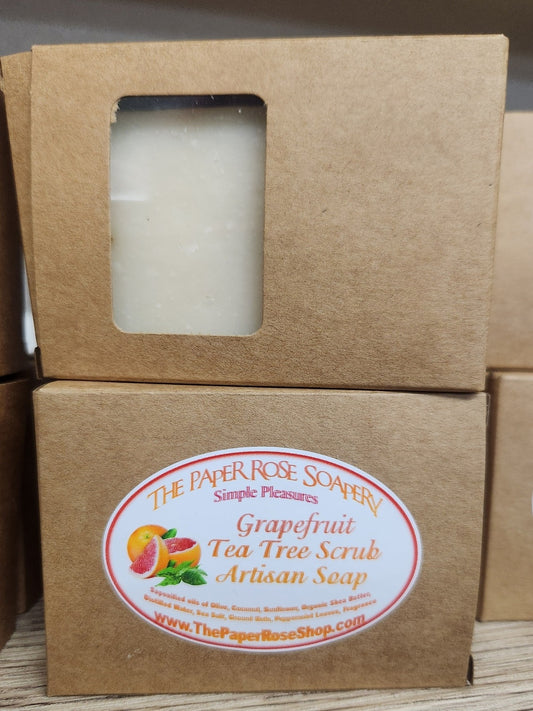 THE PAPER ROSE SOAPERY
Simple Pleasures
Grapefruit
Tea Tree Scrub
Artisan Soap
Saponified oils of Olive, Coconut, Sunflower, Organic Shea Butter,
Distilled Water, Sea Salt, Ground Oats, Peppermint Leaves, Fragrance
www.ThePaperRoseShop.com